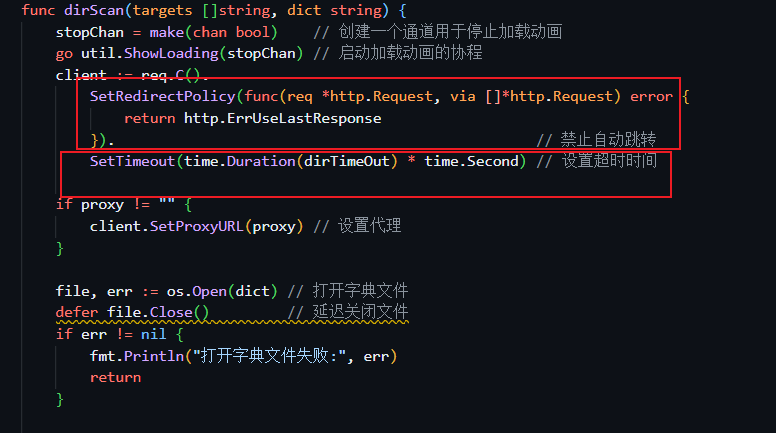 func dirScan(targets []string, dict string) {
    stopChan = make(chan bool)    // 创建一个通道用于停止加载动画
    go util.ShowLoading(stopChan) // 启动加载动画的协程
    client := req.C().
        SetRedirectPolicy(func(req *http.Request, via []*http.Request) error {
            return http.ErrUseLastResponse
        }).                                                  // 禁止自动跳转
        SetTimeout(time.Duration(dirTimeOut) * time.Second) // 设置超时时间
    if proxy != "" {
        client.SetProxyURL(proxy) // 设置代理
    }
    file, err := os.Open(dict) // 打开字典文件
    defer file.Close()         // 延迟关闭文件
    if err != nil {
        fmt.Println("打开字典文件失败:", err)
        return
    }